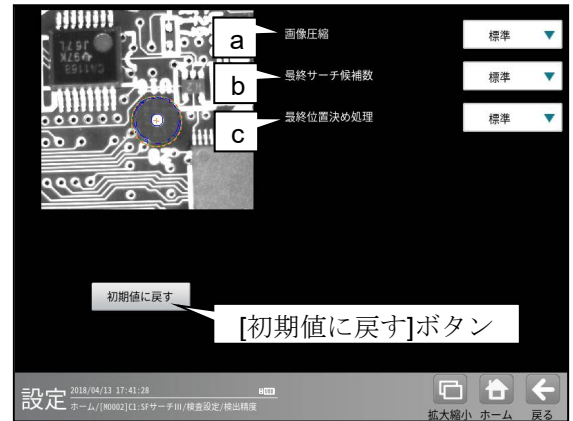 a 画像圧縮 標準
b 最終サーチ候補数 標準
c 最終位置決め処理 標準
J67L
97K
CA116B
初期値に戻す
[初期値に戻す]ボタン
設定 2018/04/13 17:41:28
ホーム/[M0002]C1:SFサーチIII/検査設定/検出精度
拡大縮小 ホーム 戻る